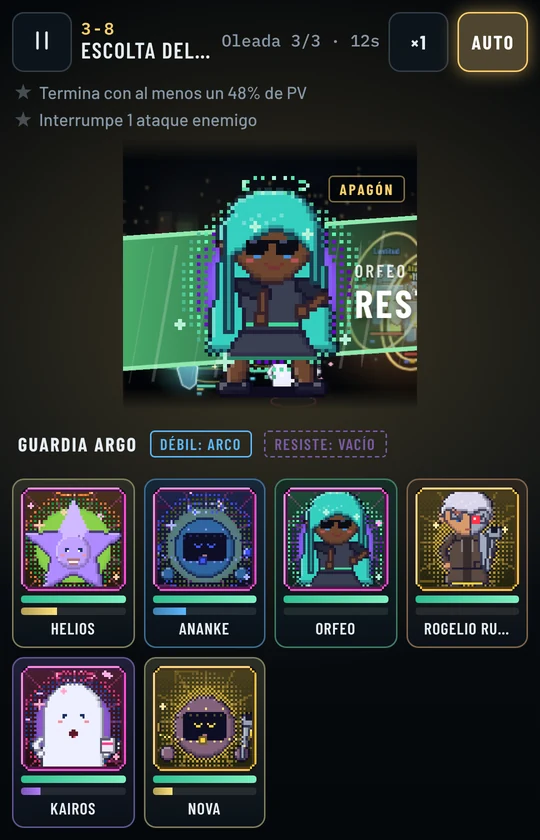 3-8
ESCOLTA DEL...
Oleada 3/3 · 12s
×1
AUTO
★ Termina con al menos un 48% de PV
★ Interrumpe 1 ataque enemigo
APAGÓN
ORFEO
REST
GUARDIA ARGO
DÉBIL: ARCO
RESISTE: VACÍO
HELIOS
ANANKE
ORFEO
ROGELIO RU...
KAIROS
NOVA